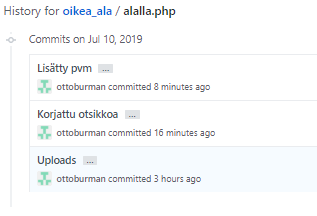 History for oikea_ala / alalla.php
Commits on Jul 10, 2019
Lisätty pvm ...
ottoburman committed 8 minutes ago
Korjattu otsikkoa ...
ottoburman committed 16 minutes ago
Uploads ...
ottoburman committed 3 hours ago